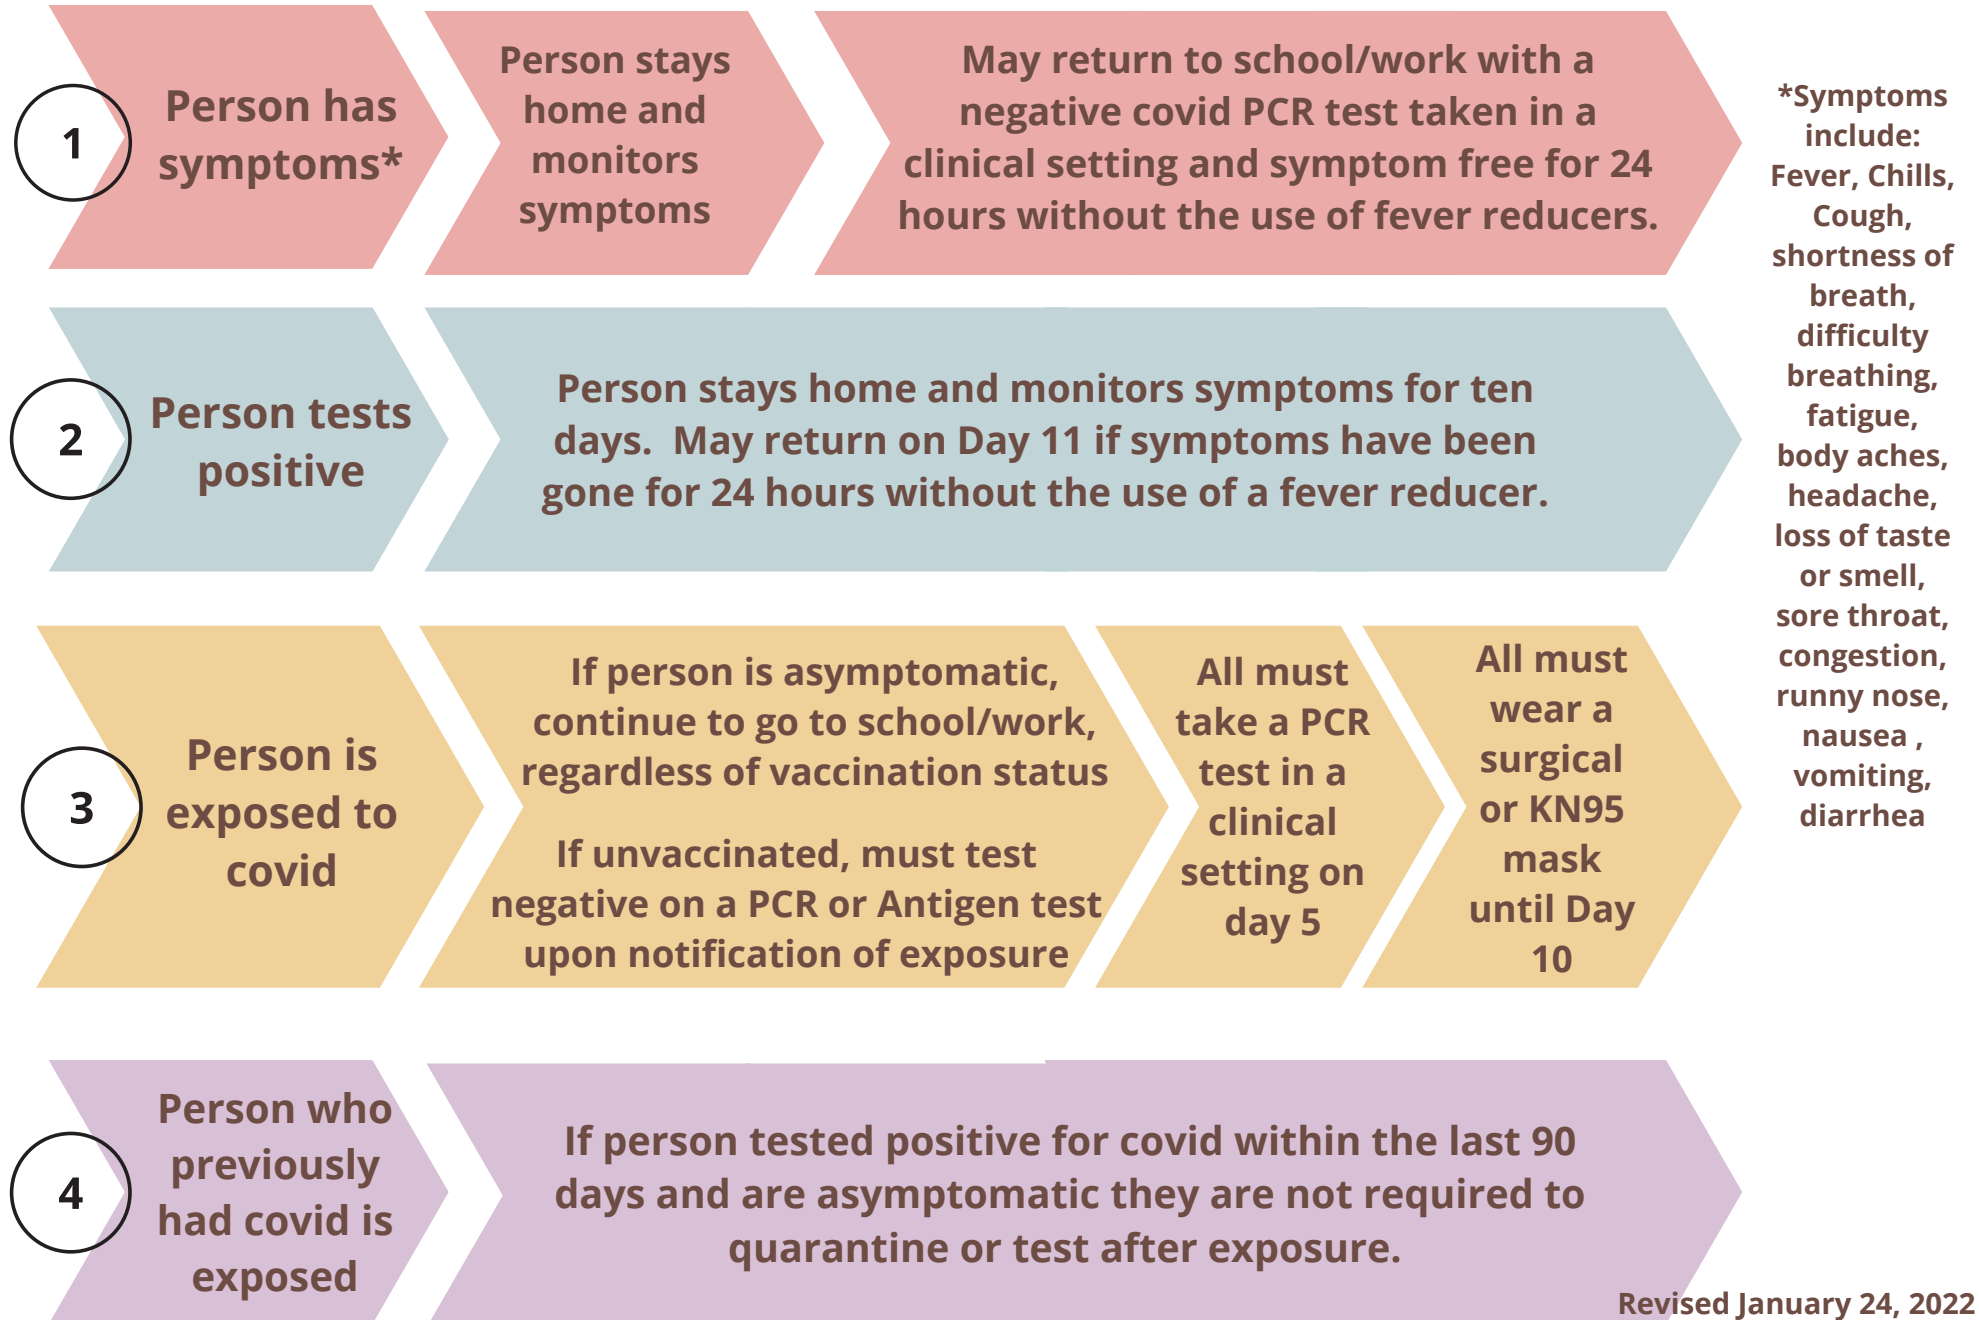 1
Person has
symptoms*
Person stays
home and
monitors
symptoms
May return to school/work with a
negative covid PCR test taken in a
clinical setting and symptom free for 24
hours without the use of fever reducers.
2
Person tests
positive
Person stays home and monitors symptoms for ten
days.  May return on Day 11 if symptoms have been
gone for 24 hours without the use of a fever reducer.
3
Person is
exposed to
covid
If person is asymptomatic,
continue to go to school/work,
regardless of vaccination status
If unvaccinated, must test
negative on a PCR or Antigen test
upon notification of exposure
All must
take a PCR
test in a
clinical
setting on
day 5
All must
wear a
surgical
or KN95
mask
until Day
10
4
Person who
previously
had covid is
exposed
If person tested positive for covid within the last 90
days and are asymptomatic they are not required to
quarantine or test after exposure.
*Symptoms
include:
Fever, Chills,
Cough,
shortness of
breath,
difficulty
breathing,
fatigue,
body aches,
headache,
loss of taste
or smell,
sore throat,
congestion,
runny nose,
nausea ,
vomiting,
diarrhea
Revised January 24, 2022